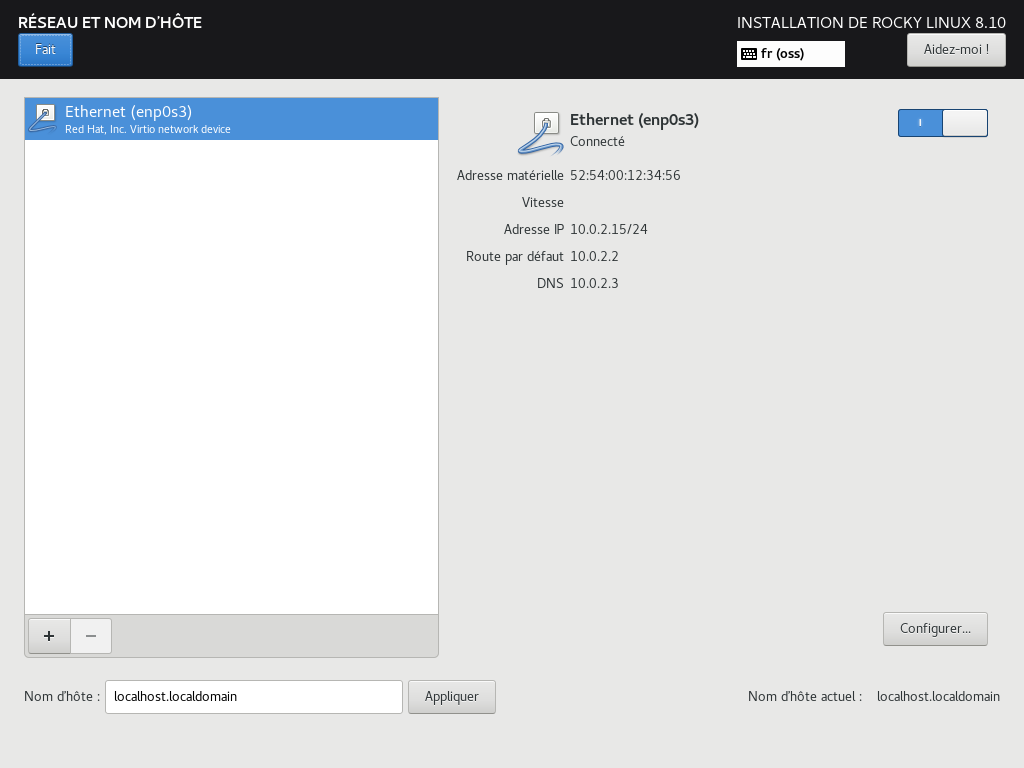 RÉSEAU ET NOM D'HÔTE
INSTALLATION DE ROCKY LINUX 8.10
Fait
fr (oss)
Aidez-moi !
Ethernet (enp0s3)
Red Hat, Inc. Virtio network device
Ethernet (enp0s3)
Connecté
Adresse matérielle 52:54:00:12:34:56
Vitesse
Adresse IP 10.0.2.15/24
Route par défaut 10.0.2.2
DNS 10.0.2.3
Configurer...
Nom d'hôte : localhost.localdomain
Appliquer
Nom d'hôte actuel : localhost.localdomain